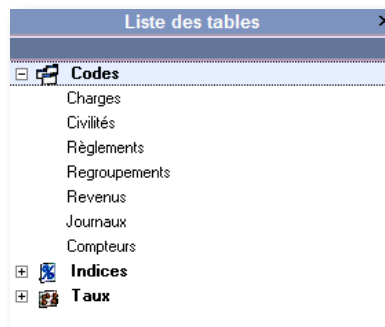 Liste des tables
Codes
Charges
Civilités
Règlements
Regroupements
Revenus
Journaux
Compteurs
Indices
Taux